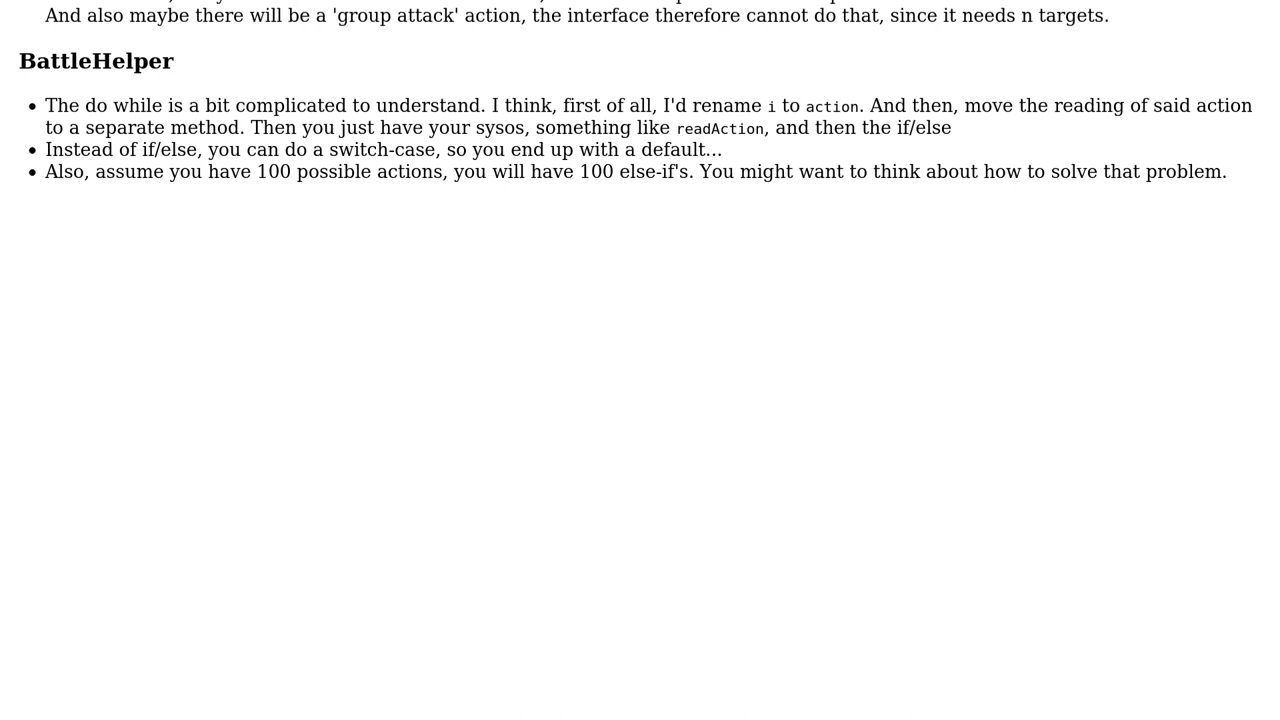 And also maybe there will be a 'group attack' action, the interface therefore cannot do that, since it needs n targets.
BattleHelper
• The do while is a bit complicated to understand. I think, first of all, I'd rename i to action. And then, move the reading of said action
to a separate method. Then you just have your sysos, something like readAction, and then the if/else
• Instead of if/else, you can do a switch-case, so you end up with a default...
• Also, assume you have 100 possible actions, you will have 100 else-if's. You might want to think about how to solve that problem.